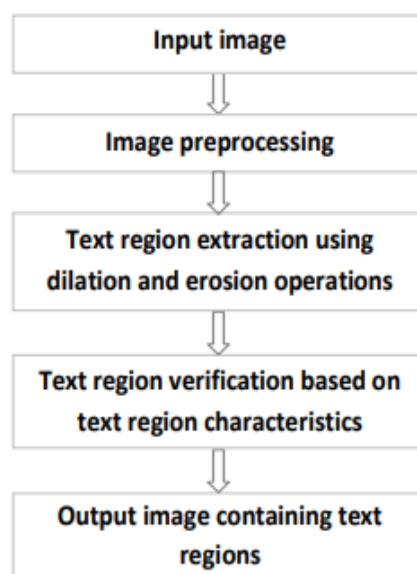 Input image
Image preprocessing
Text region extraction using
dilation and erosion operations
Text region verification based on
text region characteristics
Output image containing text
regions